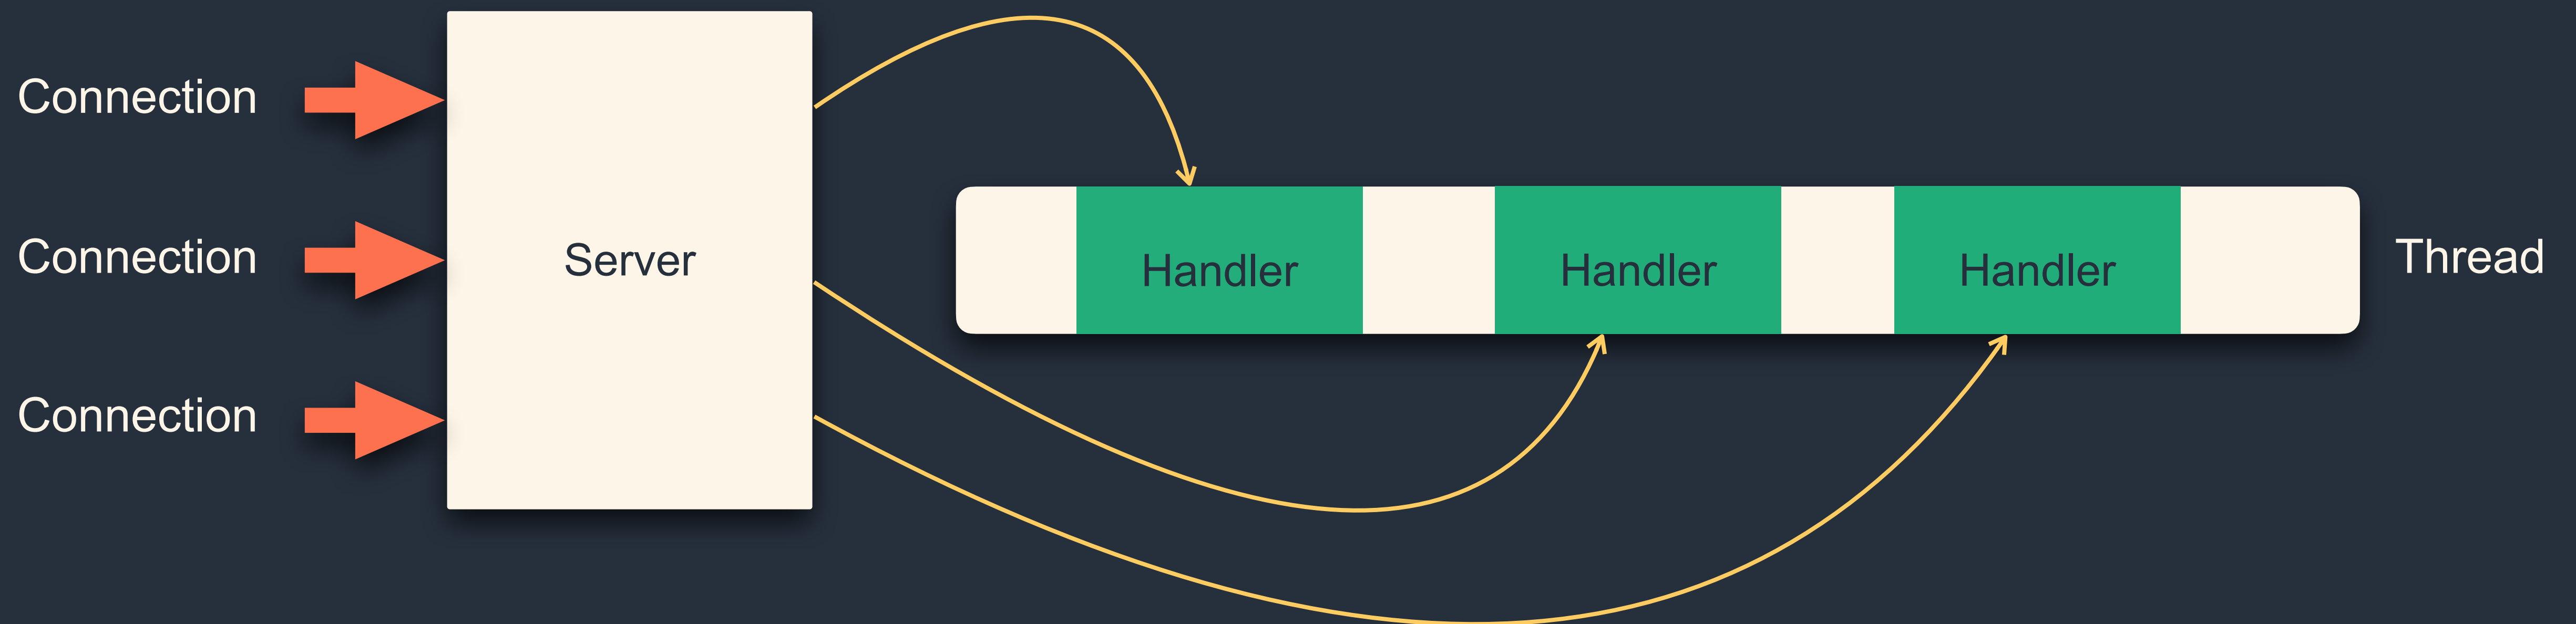 Connection
Connection
Connection
Server
Handler
Handler
Handler
Thread